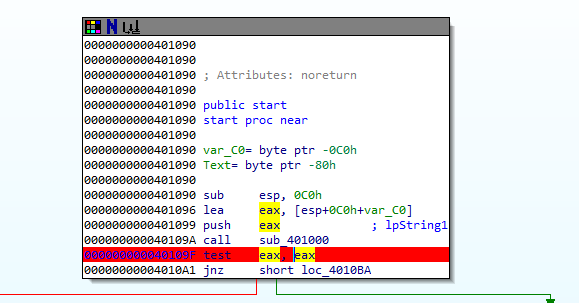 0000000000401090
0000000000401090
0000000000401090 ; Attributes: noreturn
0000000000401090
0000000000401090 public start
0000000000401090 start proc near
0000000000401090
0000000000401090 var_C0= byte ptr -0C0h
0000000000401090 Text= byte ptr -80h
0000000000401090
0000000000401090 sub esp, 0C0h
0000000000401096 lea eax, [esp+0C0h+var_C0]
0000000000401099 push eax ; lpString1
000000000040109A call sub_401000
000000000040109F test eax, eax
00000000004010A1 jnz short loc_4010BA